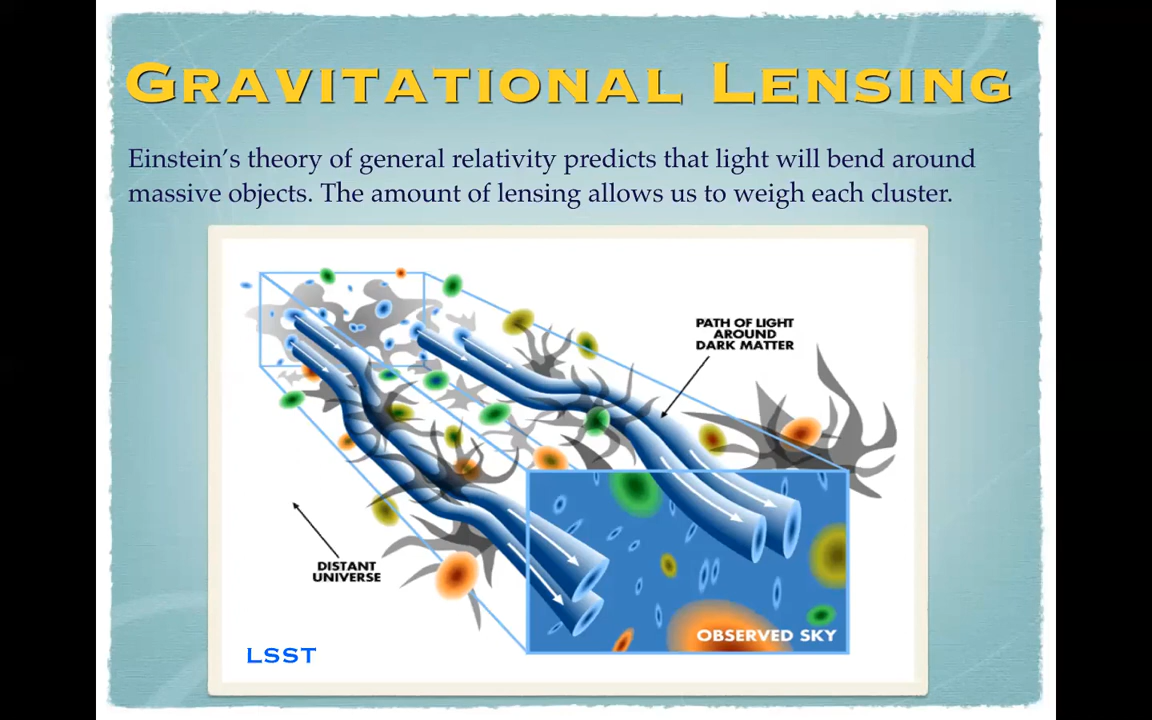 GRAVITATIONAL LENSING
Einstein's theory of general relativity predicts that light will bend around
massive objects. The amount of lensing allows us to weigh each cluster.
PATH OF LIGHT
AROUND
DARK MATTER
DISTANT
UNIVERSE
OBSERVED SKY
LSST